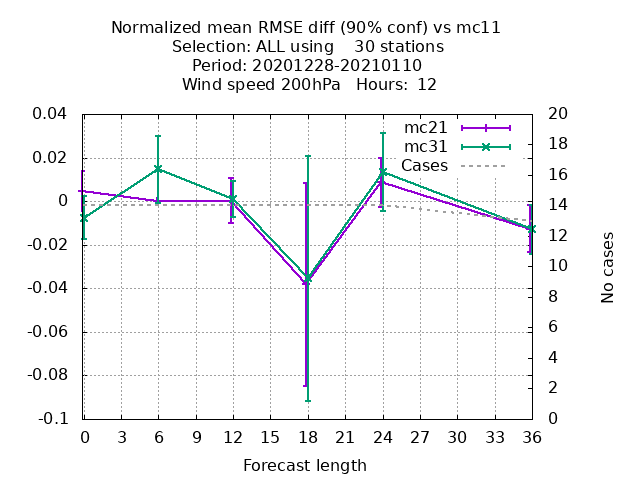 Normalized mean RMSE diff (90% conf) vs mc11
Selection: ALL using    30 stations
Period: 20201228-20210110
Wind speed 200hPa   Hours:  12
mc21
mc31
Cases
0.04
0.02
0
-0.02
-0.04
-0.06
-0.08
-0.1
20
18
16
14
12
10
8
6
4
2
0
No cases
0 3 6 9 12 15 18 21 24 27 30 33 36
Forecast length